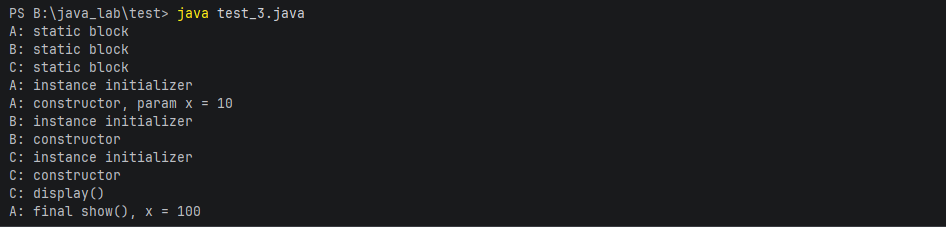 PS B:\java_lab\test> java test_3.java
A: static block
B: static block
C: static block
A: instance initializer
A: constructor, param x = 10
B: instance initializer
B: constructor
C: instance initializer
C: constructor
C: display()
A: final show(), x = 100